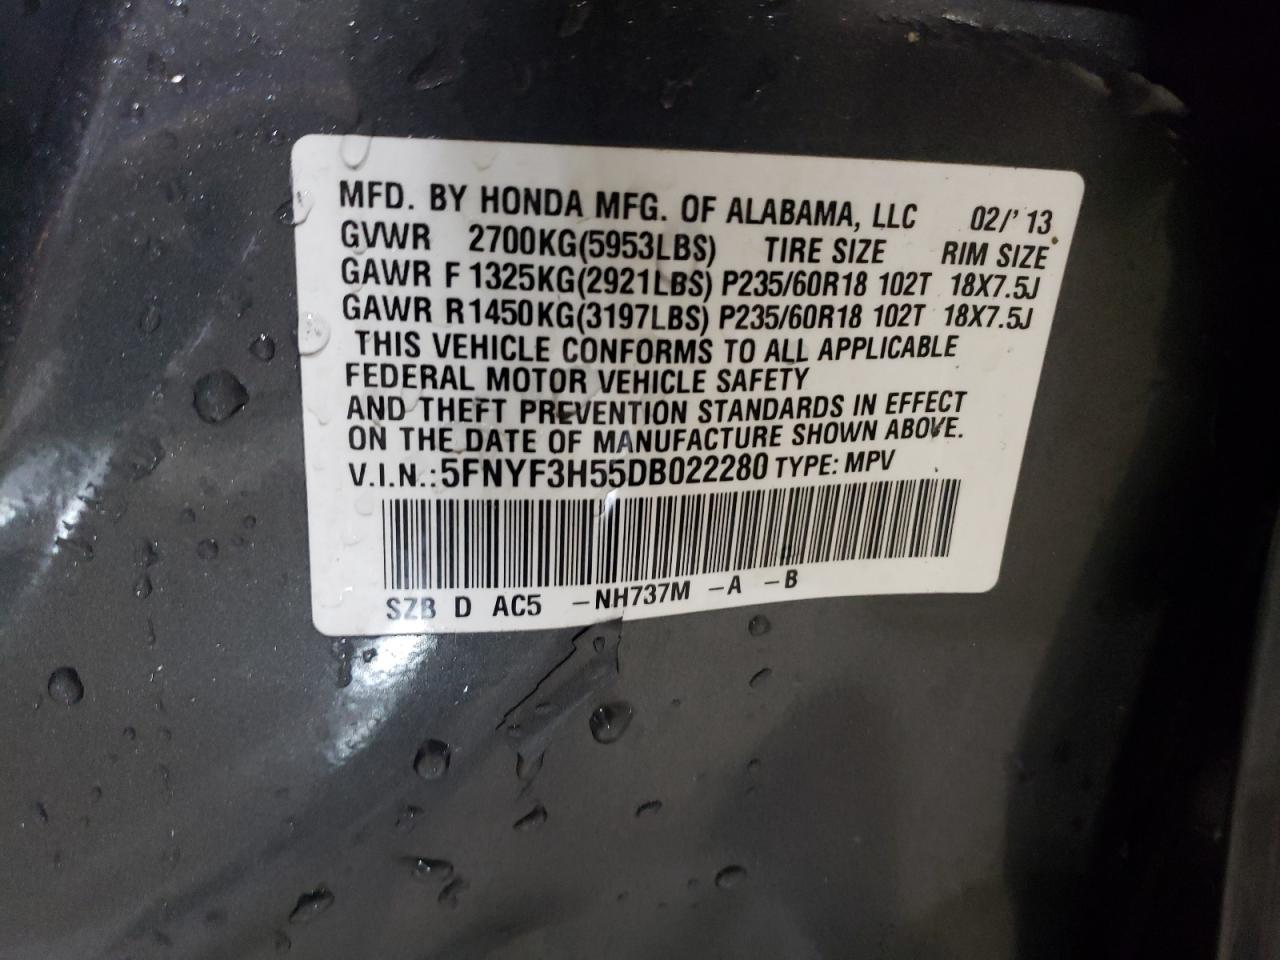 MFD. BY HONDA MFG. OF ALABAMA, LLC 02/' 13
GVWR 2700KG(5953LBS) TIRE SIZE RIM SIZE
GAWR F 1325KG(2921LBS) P235/60R18 102T 18X7.5J
GAWR R 1450KG(3197LBS) P235/60R18 102T 18X7.5J
THIS VEHICLE CONFORMS TO ALL APPLICABLE
FEDERAL MOTOR VEHICLE SAFETY
AND THEFT PREVENTION STANDARDS IN EFFECT
ON THE DATE OF MANUFACTURE SHOWN ABOVE.
V.I.N.: 5FNYF3H55DB022280 TYPE: MPV
SZB D AC5 -NH737M -A -B